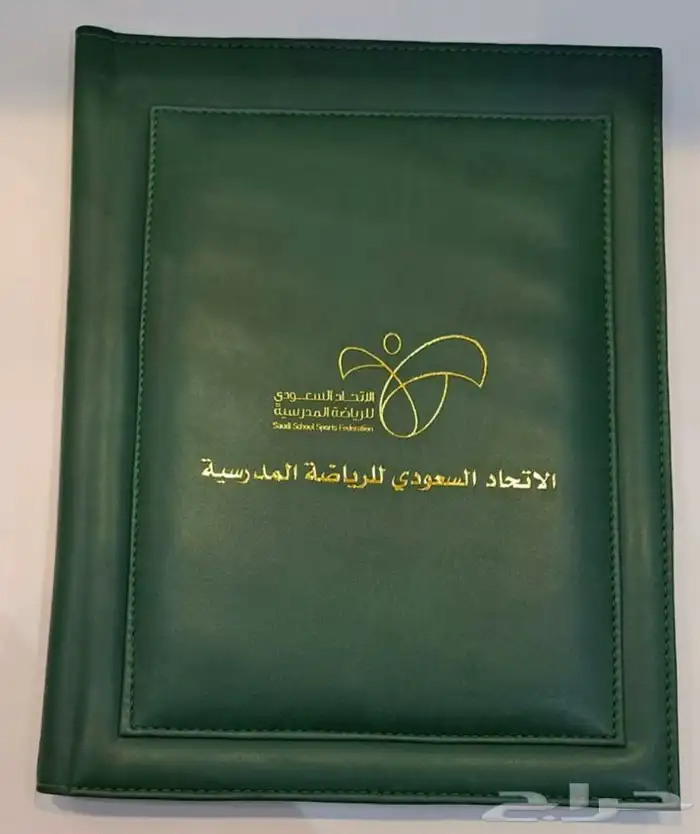 الاتحاد السعودي
للرياضة المدرسية
Saudi School Sports Federation
الاتحاد السعودي للرياضة المدرسية
حراج